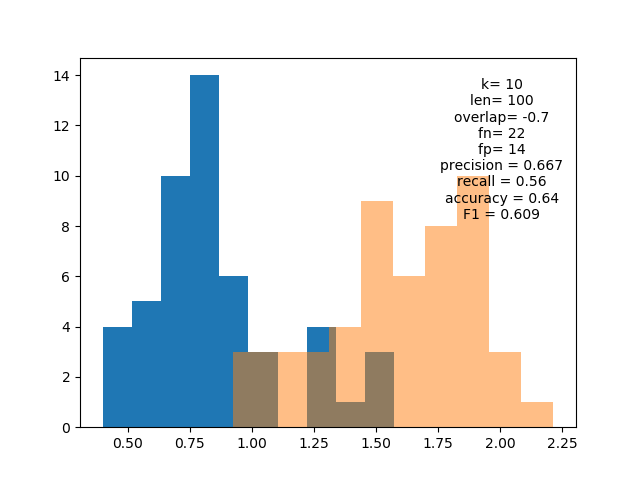 14
12
10
8
6
4
2
0
k= 10
len= 100
overlap= -0.7
fn= 22
fp= 14
precision = 0.667
recall = 0.56
accuracy = 0.64
F1 = 0.609
0.50 0.75 1.00 1.25 1.50 1.75 2.00 2.25